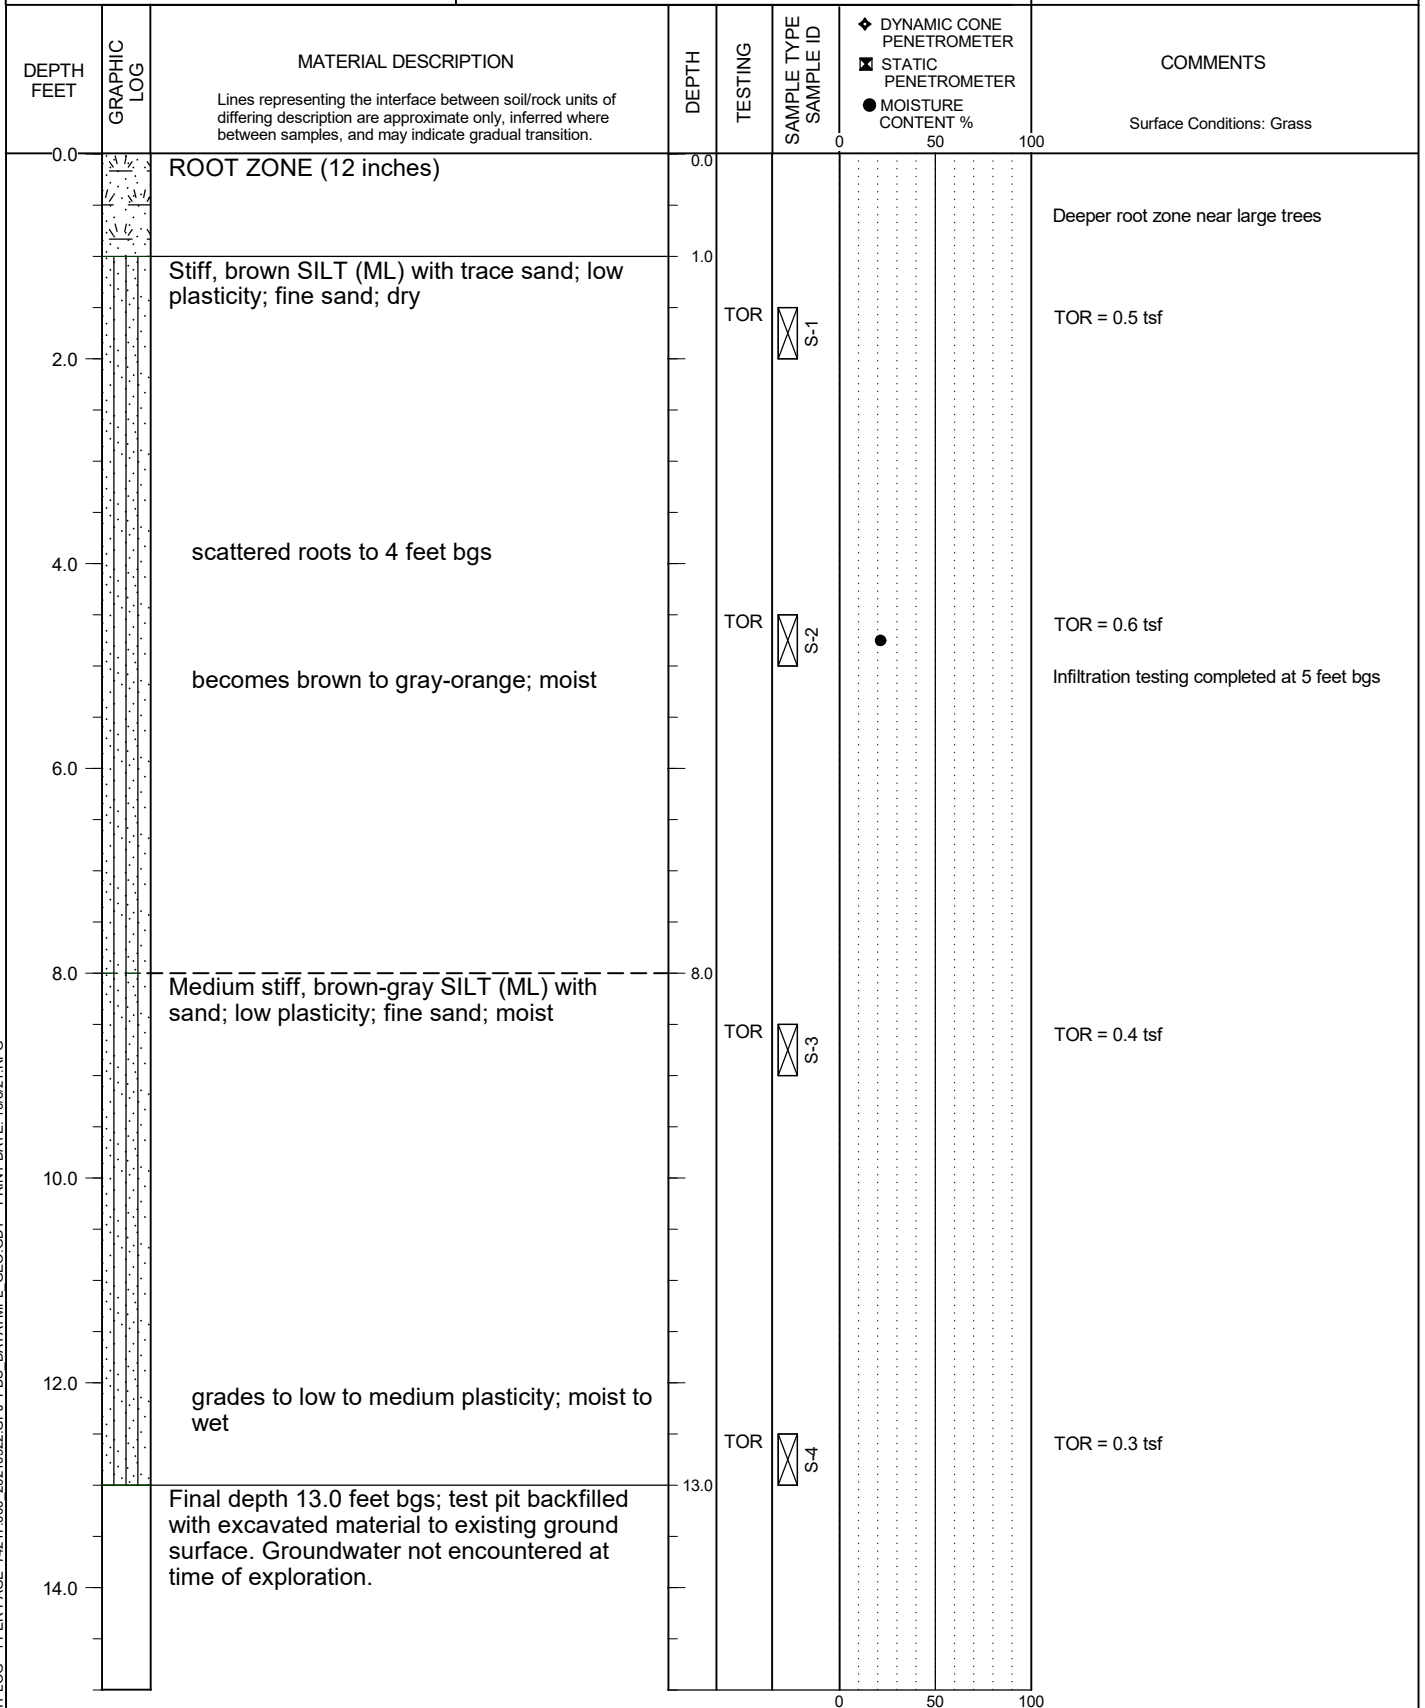 DEPTH
FEET
GRAPHIC
LOG
MATERIAL DESCRIPTION
Lines representing the interface between soil/rock units of
differing description are approximate only, inferred where
between samples, and may indicate gradual transition.
DEPTH
TESTING
SAMPLE TYPE
SAMPLE ID
DYNAMIC CONE
PENETROMETER
STATIC
PENETROMETER
MOISTURE
CONTENT %
0 50 100
COMMENTS
Surface Conditions: Grass
0.0
ROOT ZONE (12 inches)
0.0
Deeper root zone near large trees
1.0
Stiff, brown SILT (ML) with trace sand; low
plasticity; fine sand; dry
TOR
S-1
TOR = 0.5 tsf
2.0
scattered roots to 4 feet bgs
4.0
TOR
S-2
TOR = 0.6 tsf
becomes brown to gray-orange; moist
Infiltration testing completed at 5 feet bgs
6.0
8.0
8.0
Medium stiff, brown-gray SILT (ML) with
sand; low plasticity; fine sand; moist
TOR
S-3
TOR = 0.4 tsf
10.0
12.0
grades to low to medium plasticity; moist to
wet
TOR
S-4
TOR = 0.3 tsf
13.0
Final depth 13.0 feet bgs; test pit backfilled
with excavated material to existing ground
surface. Groundwater not encountered at
time of exploration.
14.0
0 50 100